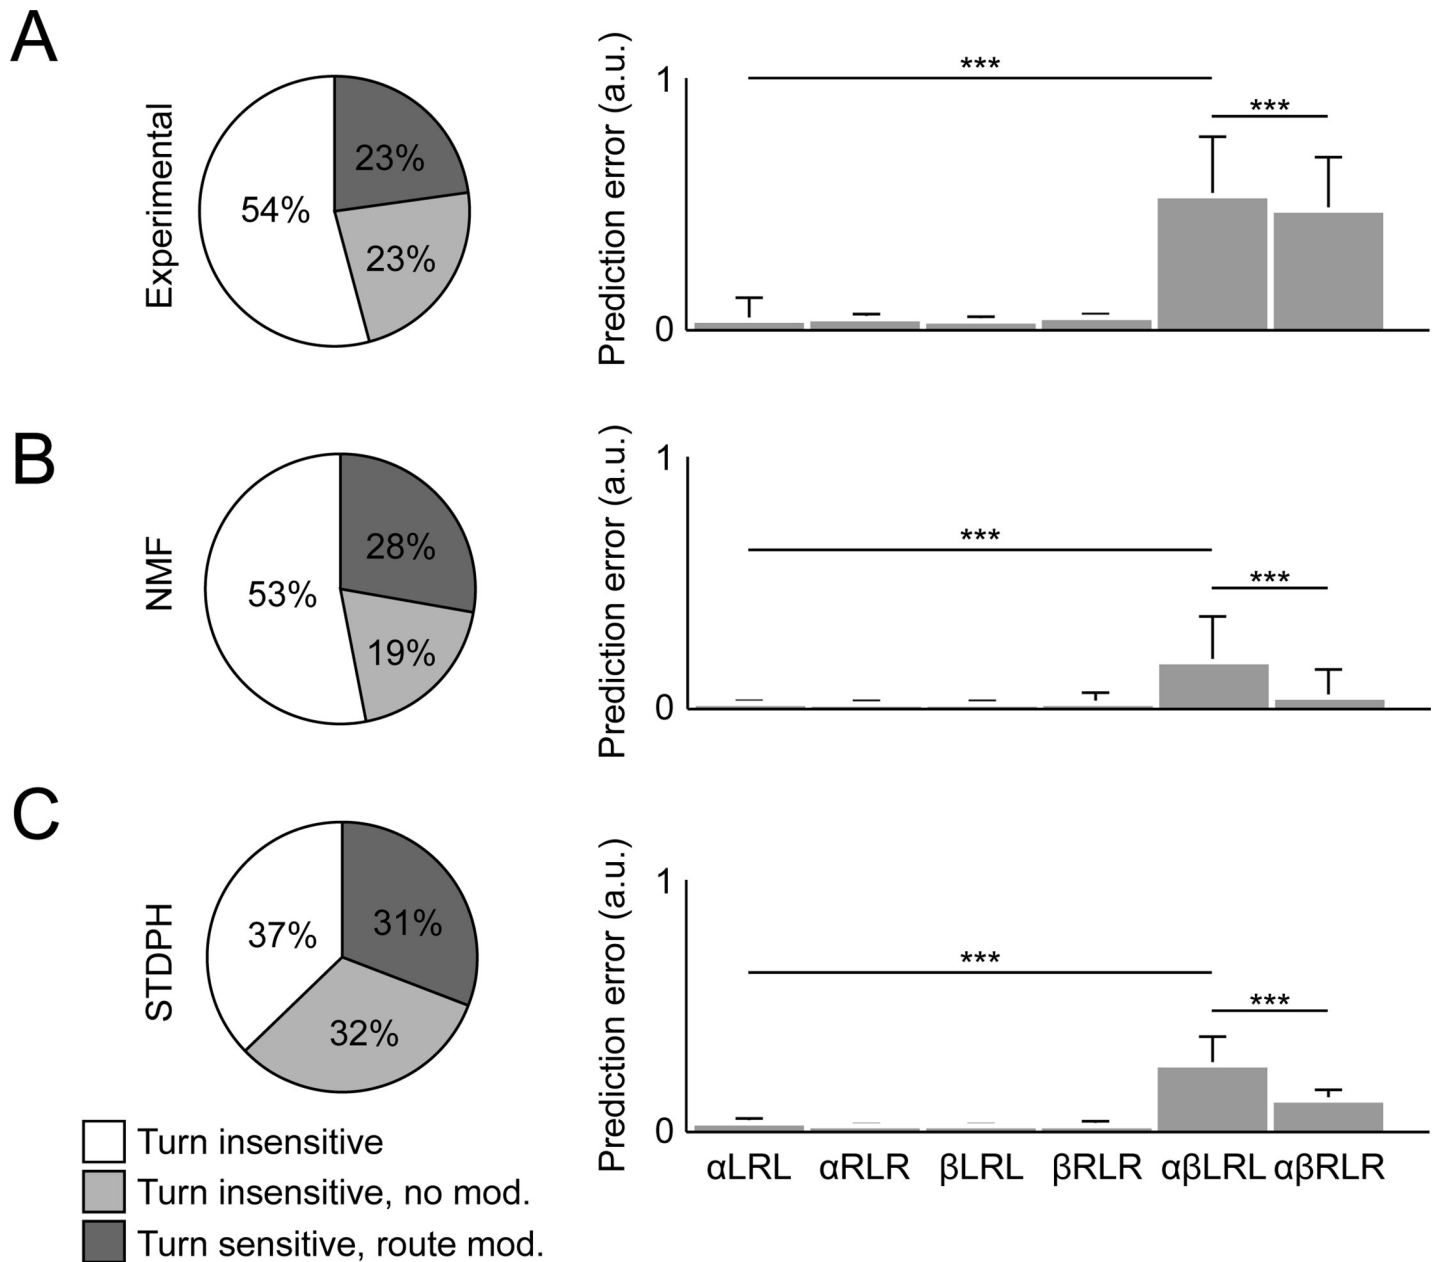 A
Experimental
54%
23%
23%
Prediction error (a.u.)
1
0
***
***
B
NMF
53%
28%
19%
Prediction error (a.u.)
1
0
***
***
C
STDPH
37%
31%
32%
Prediction error (a.u.)
1
0
***
***
αLRL αRLR βLRL βRLR αβLRL αβRLR
Turn insensitive
Turn insensitive, no mod.
Turn sensitive, route mod.